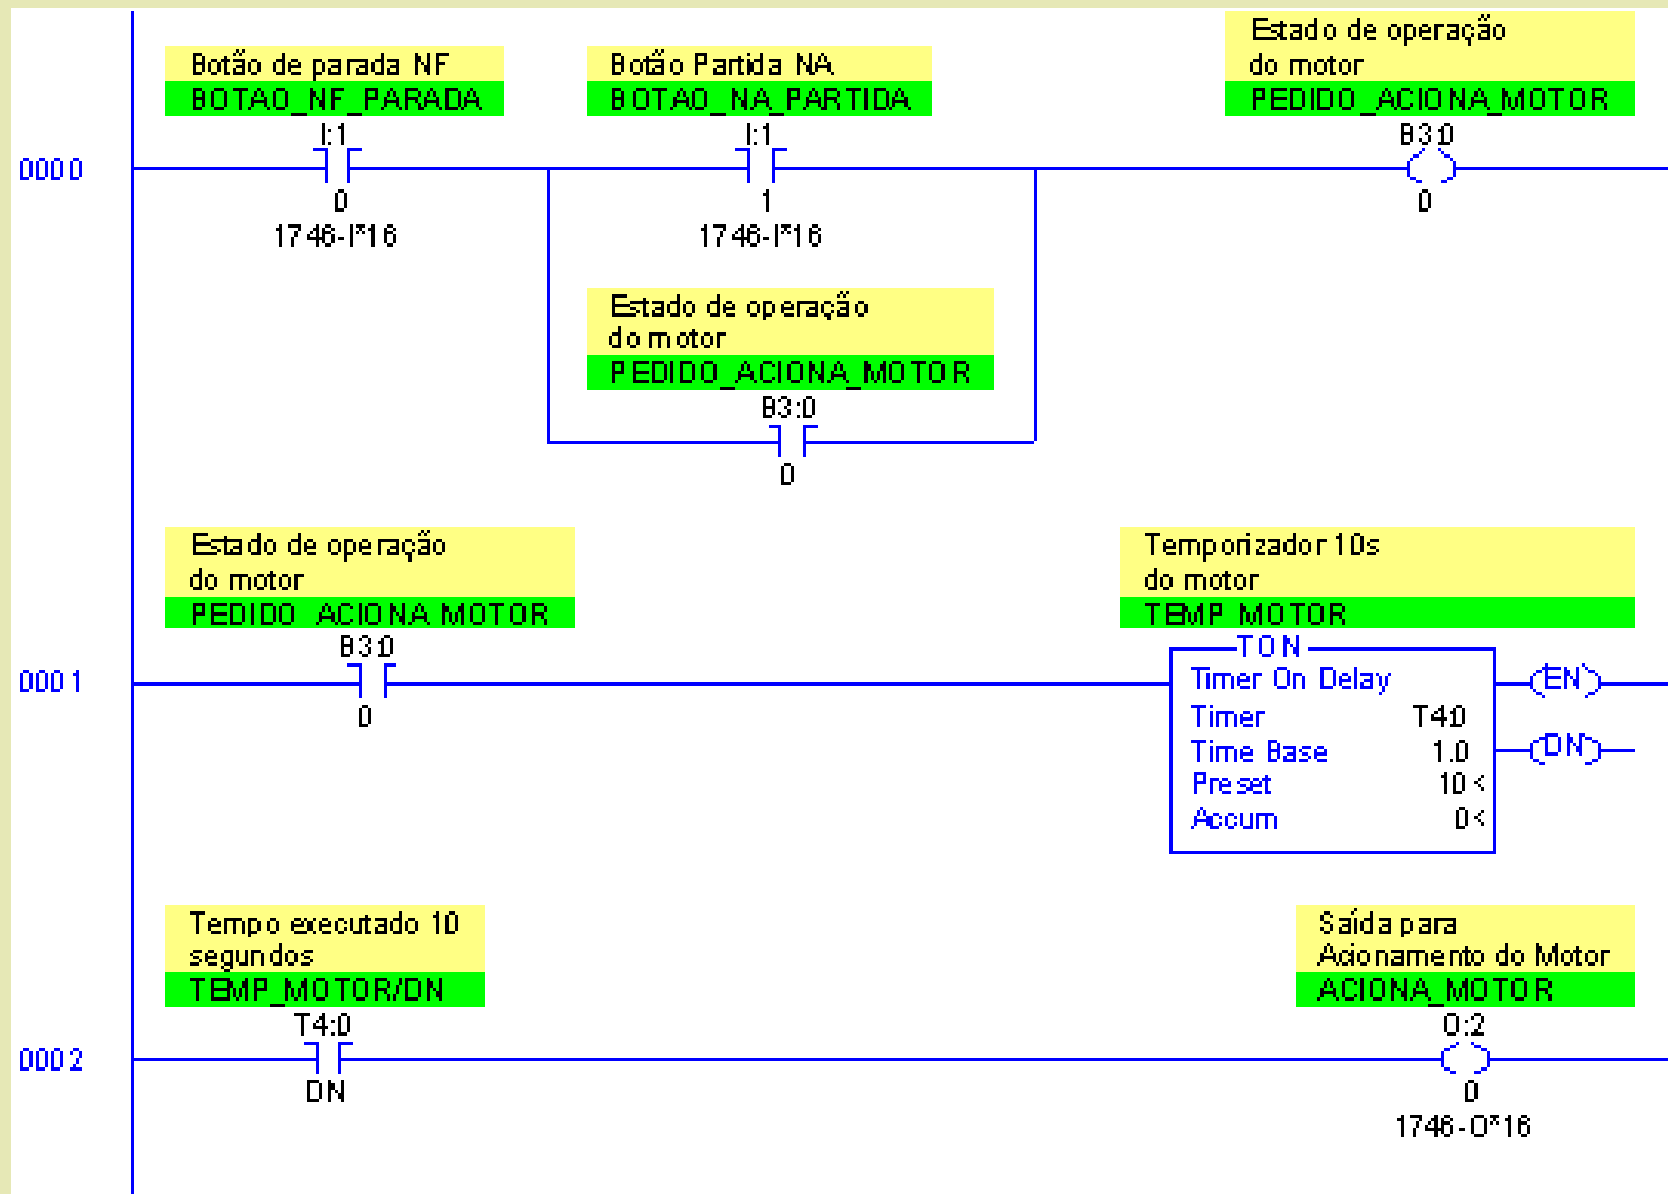 Botão de parada NF
BOTAO_NF_PARADA
I:1
0
1746-I*16
Botão Partida NA
BOTAO_NA_PARTIDA
I:1
1
1746-I*16
Estado de operação
do motor
PEDIDO_ACIONA_MOTOR
B3:0
0
0000
Estado de operação
do motor
PEDIDO_ACIONA_MOTOR
B3:0
0
Estado de operação
do motor
PEDIDO_ACIONA_MOTOR
B3:0
0
0001
Temporizador 10s
do motor
TEMP_MOTOR
TON
Timer On Delay
Timer T4:0
Time Base 1.0
Preset 10<
Accum 0<
EN
DN
Tempo executado 10
segundos
TEMP_MOTOR/DN
T4:0
DN
0002
Saída para
Acionamento do Motor
ACIONA_MOTOR
O:2
0
1746-O*16